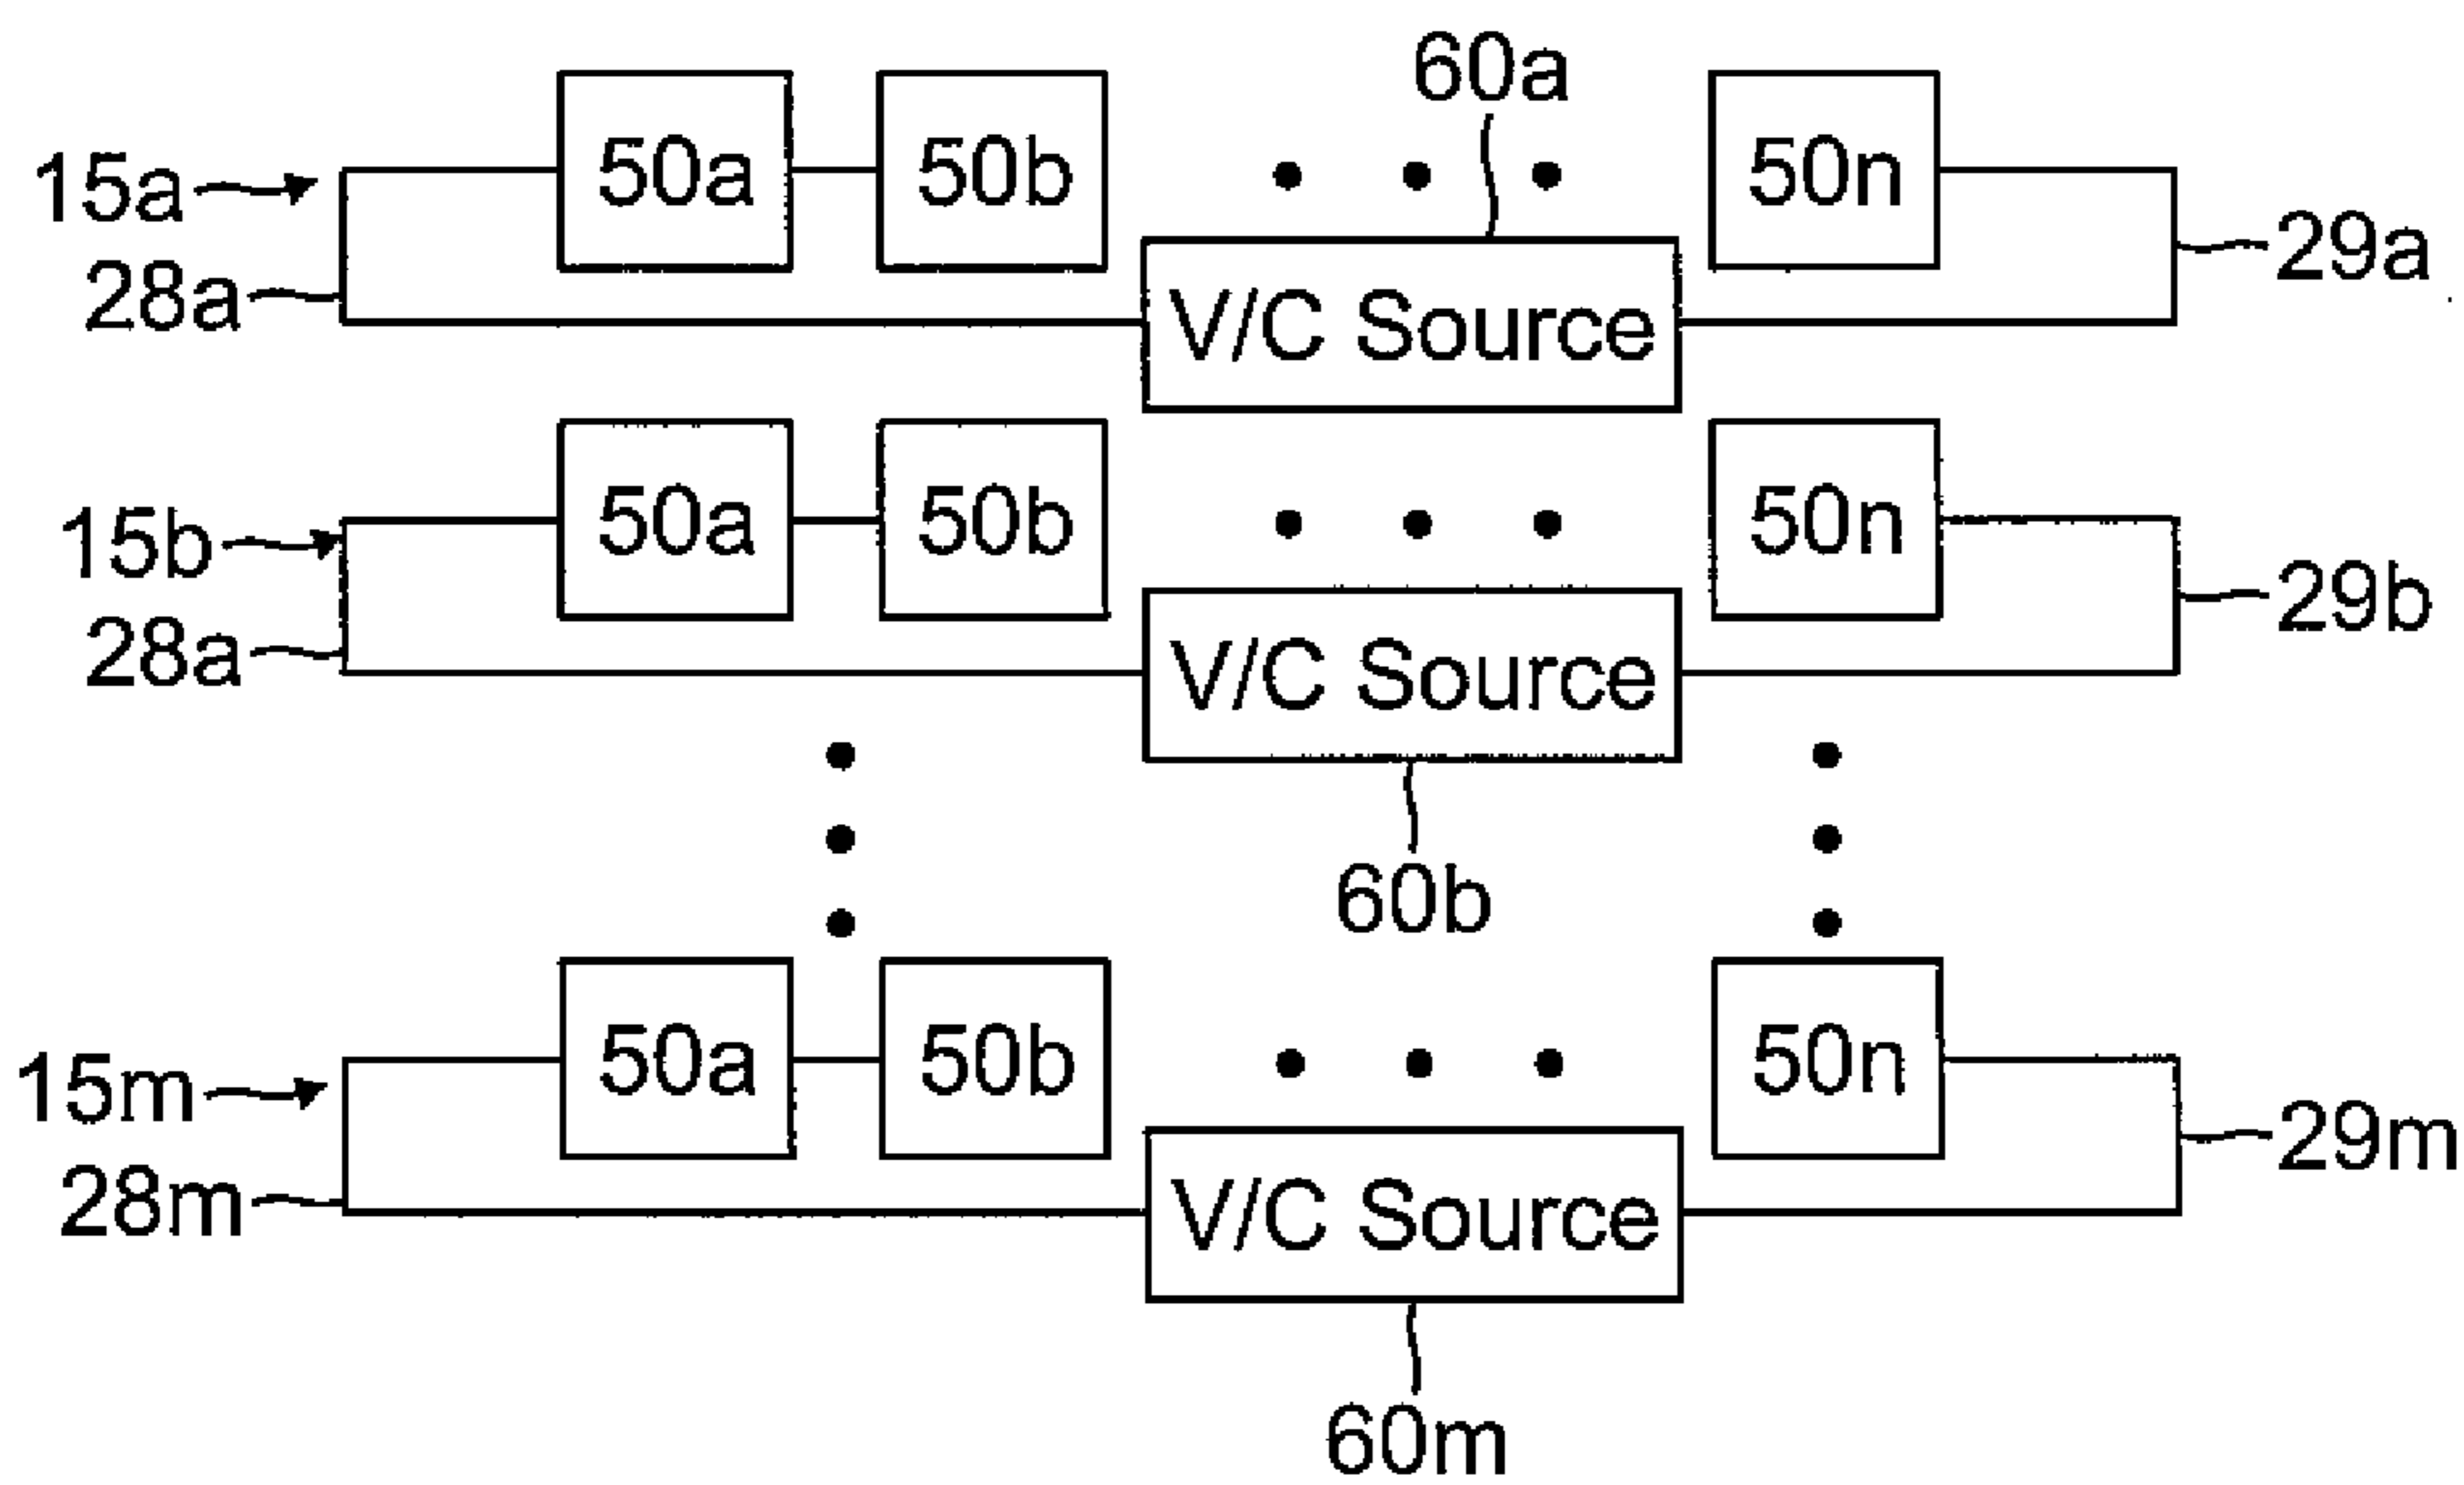 60a
15a 50a 50b 50n
28a V/C Source 29a
15b 50a 50b 50n
28a V/C Source 29b
60b
15m 50a 50b 50n
28m V/C Source 29m
60m